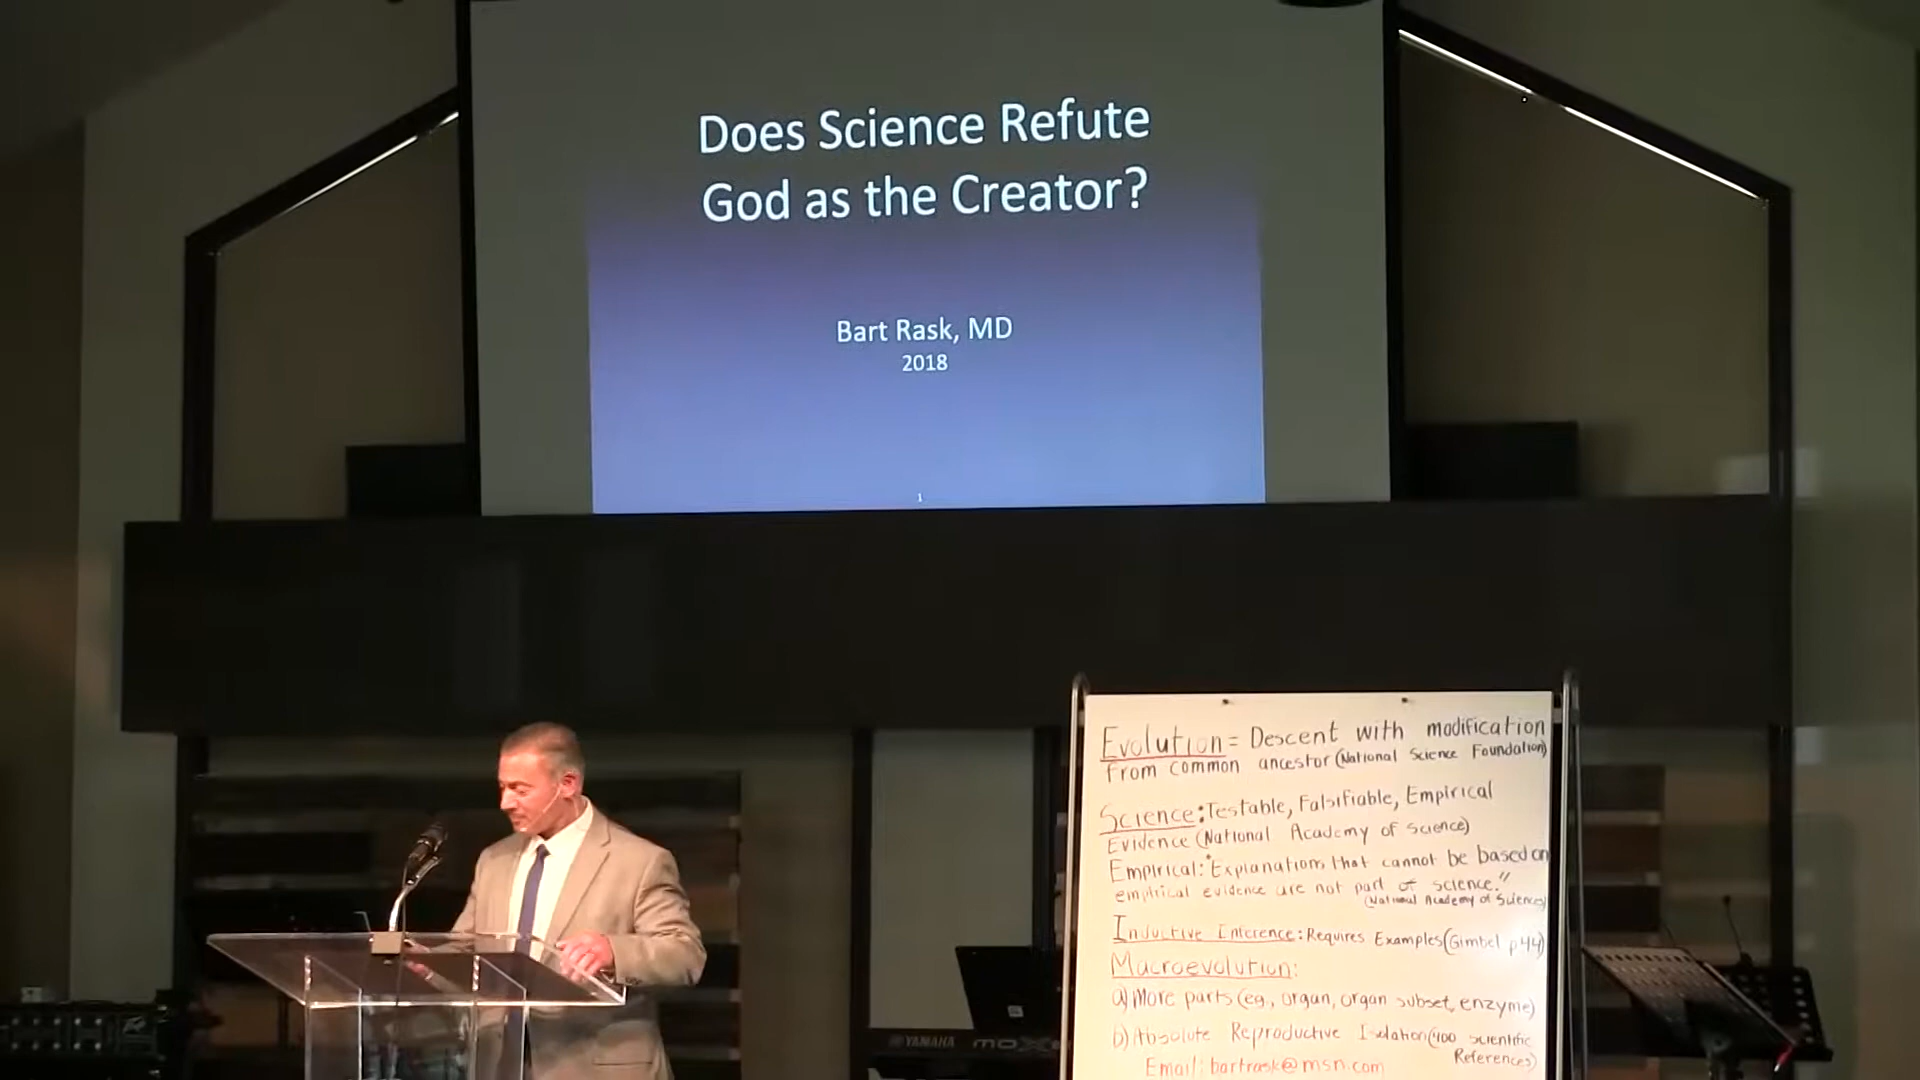 Does Science Refute
God as the Creator?
Bart Rask, MD
2018
1
Evolution = Descent with modification
from common ancestor (National Science Foundation)
Science: Testable, Falsifiable, Empirical
Evidence (National Academy of Science)
Empirical: "Explanations that cannot be based on
empirical evidence are not part of science."
(National Academy of Science)
Inductive Inference: Requires Examples (Gimbel p44)
Macroevolution:
a) More parts (eg., organ, organ subset, enzyme)
b) Absolute Reproductive Isolation (400 scientific
References)
Email: bartrask@msn.com
YAMAHA
MOX